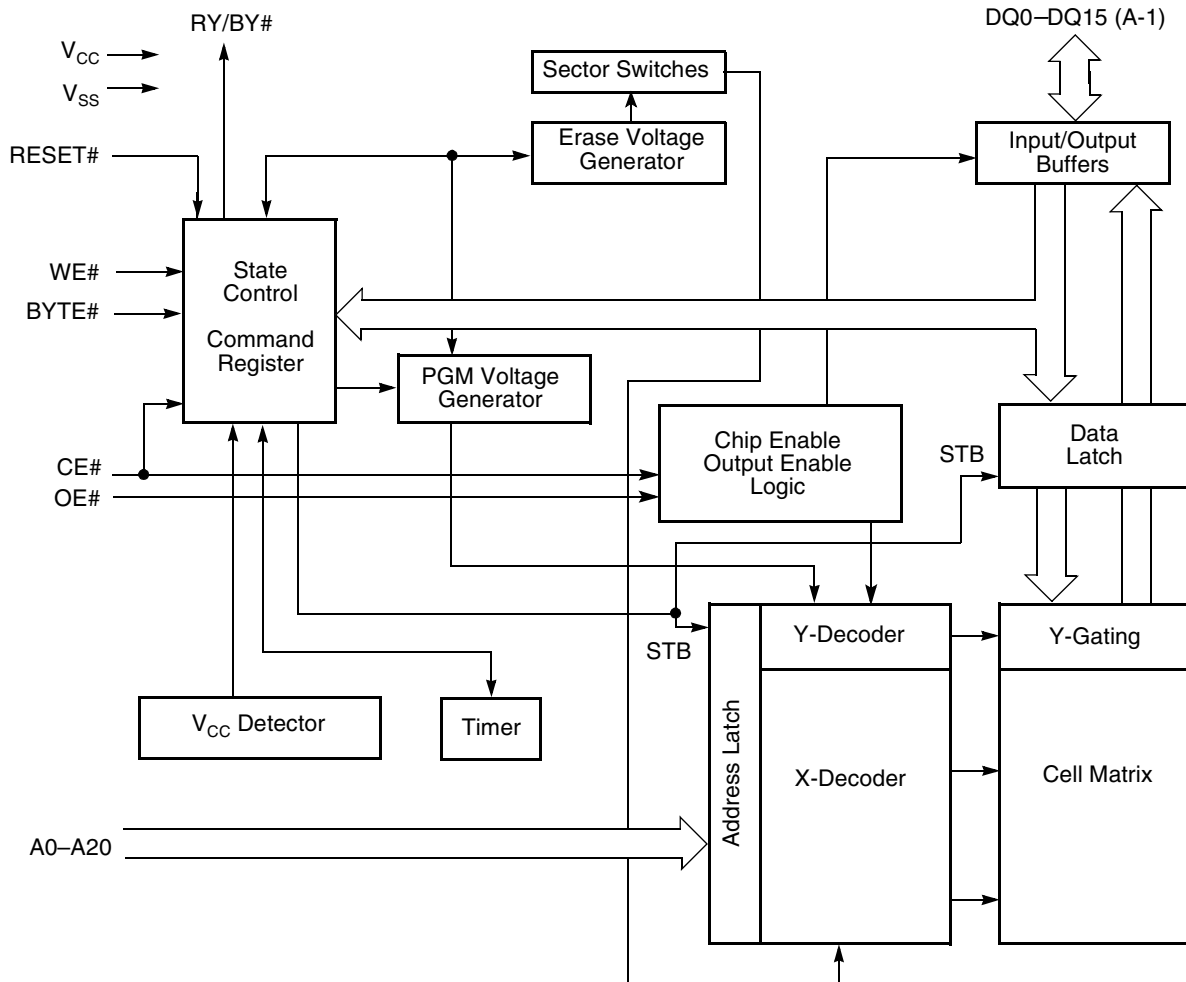 RY/BY#
DQ0–DQ15 (A-1)
VCC
VSS
Sector Switches
Erase Voltage
Generator
Input/Output
Buffers
RESET#
WE#
BYTE#
State
Control
Command
Register
PGM Voltage
Generator
Chip Enable
Output Enable
Logic
STB
Data
Latch
CE#
OE#
STB
Y-Decoder
Y-Gating
VCC Detector
Timer
Address Latch
X-Decoder
Cell Matrix
A0–A20